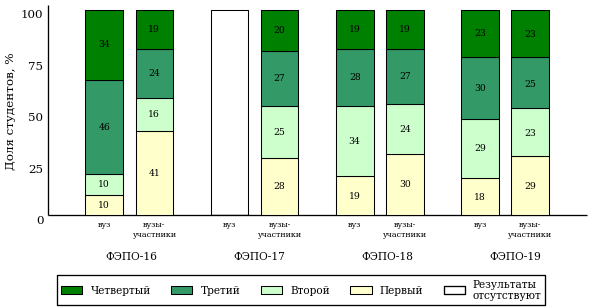 100
75
50
25
0
Доля студентов, %
34
46
10
10
19
24
16
41
20
27
25
28
19
28
34
19
19
27
24
30
23
30
29
18
23
25
23
29
вуз
вузы-
участники
вуз
вузы-
участники
вуз
вузы-
участники
вуз
вузы-
участники
ФЭПО-16
ФЭПО-17
ФЭПО-18
ФЭПО-19
Четвертый
Третий
Второй
Первый
Результаты
отсутствуют